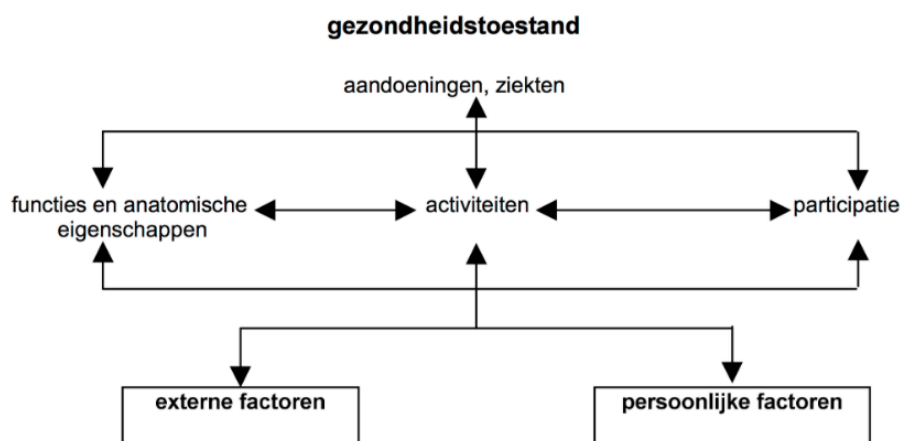 gezondheidstoestand
aandoeningen, ziekten
functies en anatomische
eigenschappen
activiteiten
participatie
externe factoren
persoonlijke factoren